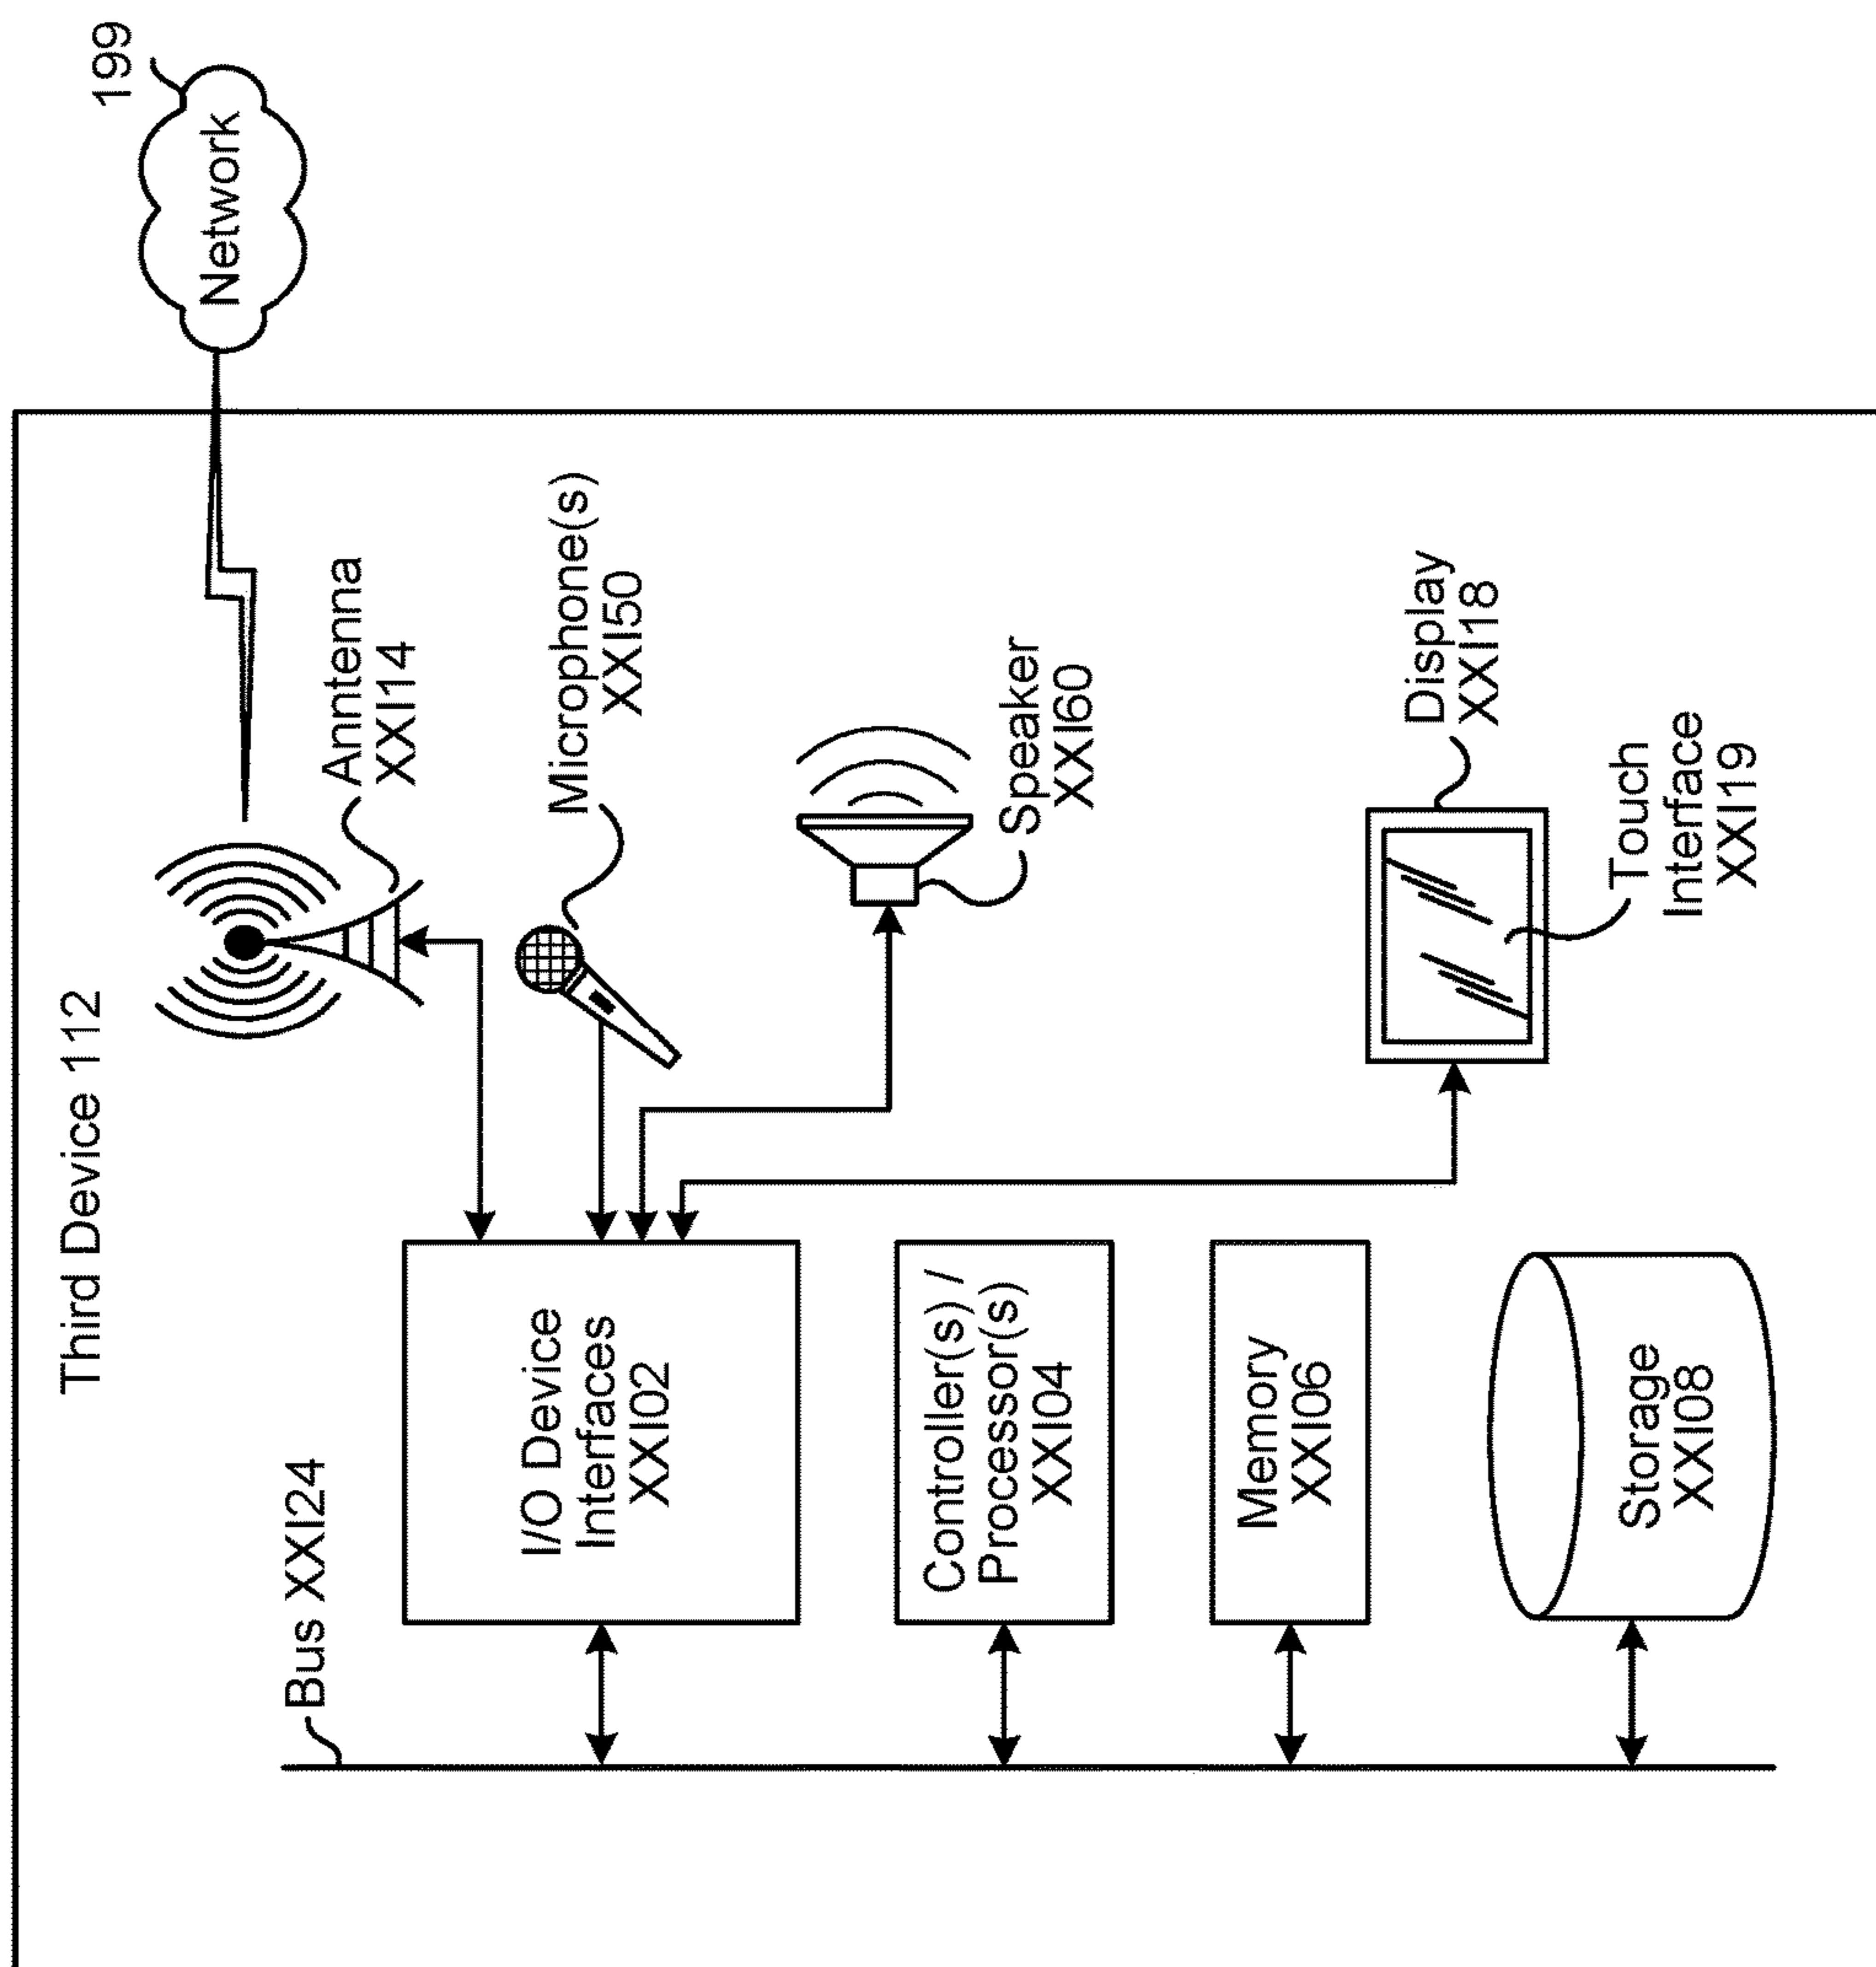 Third Device 112
Bus XXI24
I/O Device
Interfaces
XXI02
Anntenna
XXI14
Network
199
Microphone(s)
XXI50
Controller(s) /
Processor(s)
XXI04
Speaker
XXI60
Memory
XXI06
Display
XXI18
Storage
XXI08
Touch
Interface
XXI19